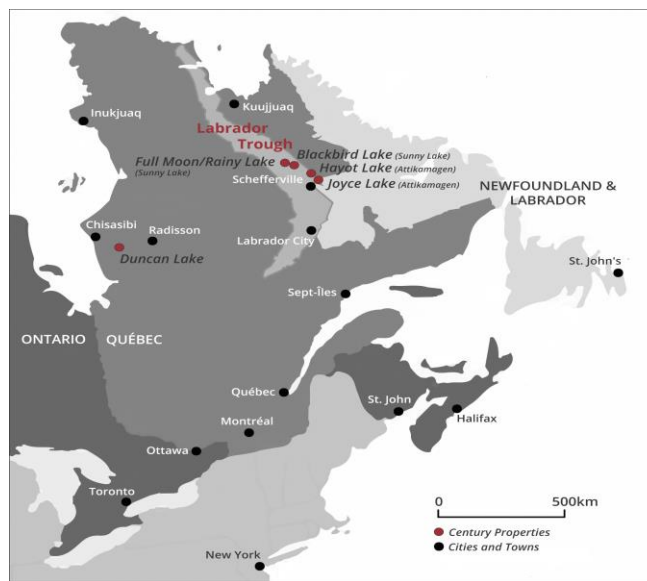 Kuujjuaq
Inukjuaq
Labrador
Trough
Blackbird Lake (Sunny Lake)
Full Moon/Rainy Lake
(Sunny Lake)
Hayot Lake (Attikamagen)
Schefferville
Joyce Lake (Attikamagen)
NEWFOUNDLAND &
LABRADOR
Chisasibi
Radisson
Labrador City
Duncan Lake
St. John's
Sept-Îles
ONTARIO
QUÉBEC
Québec
St. John
Halifax
Montréal
Ottawa
Toronto
0
500km
Century Properties
Cities and Towns
New York